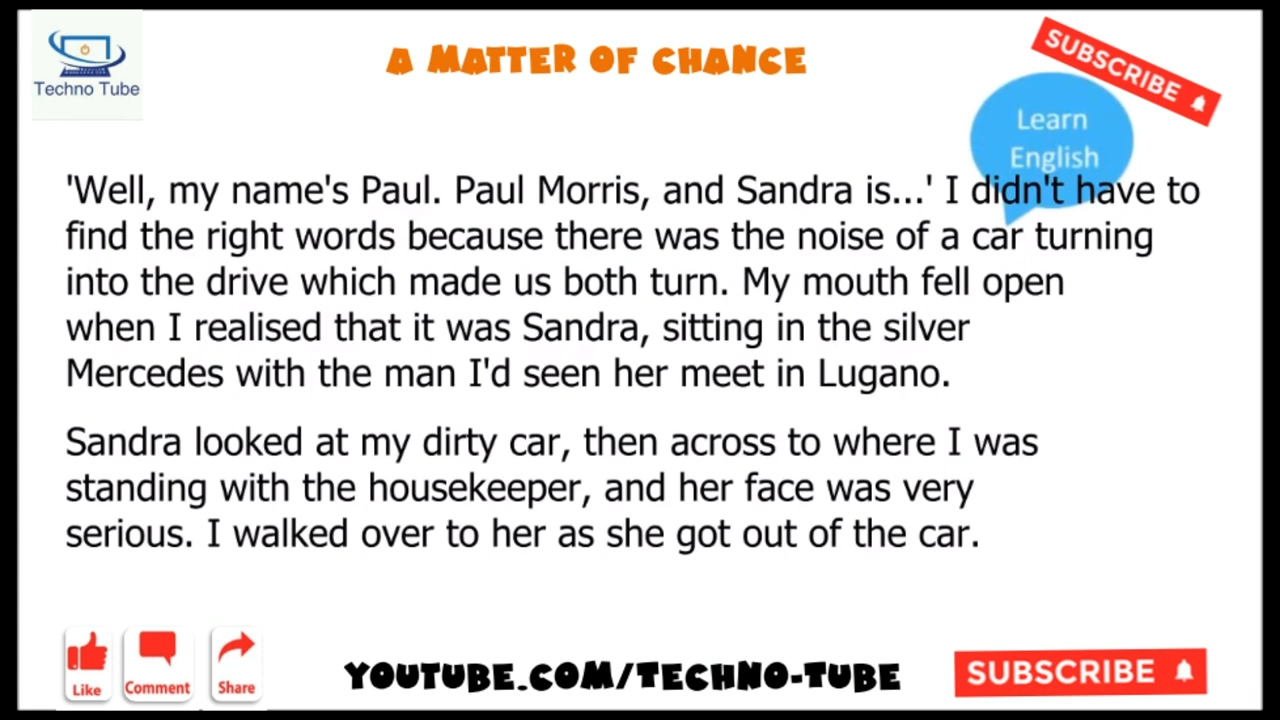 Techno Tube
A MATTER OF CHANCE
SUBSCRIBE
Learn
English
'Well, my name's Paul. Paul Morris, and Sandra is...' I didn't have to
find the right words because there was the noise of a car turning
into the drive which made us both turn. My mouth fell open
when I realised that it was Sandra, sitting in the silver
Mercedes with the man I'd seen her meet in Lugano.
Sandra looked at my dirty car, then across to where I was
standing with the housekeeper, and her face was very
serious. I walked over to her as she got out of the car.
Like
Comment
Share
YOUTUBE.COM/TECHNO-TUBE
SUBSCRIBE